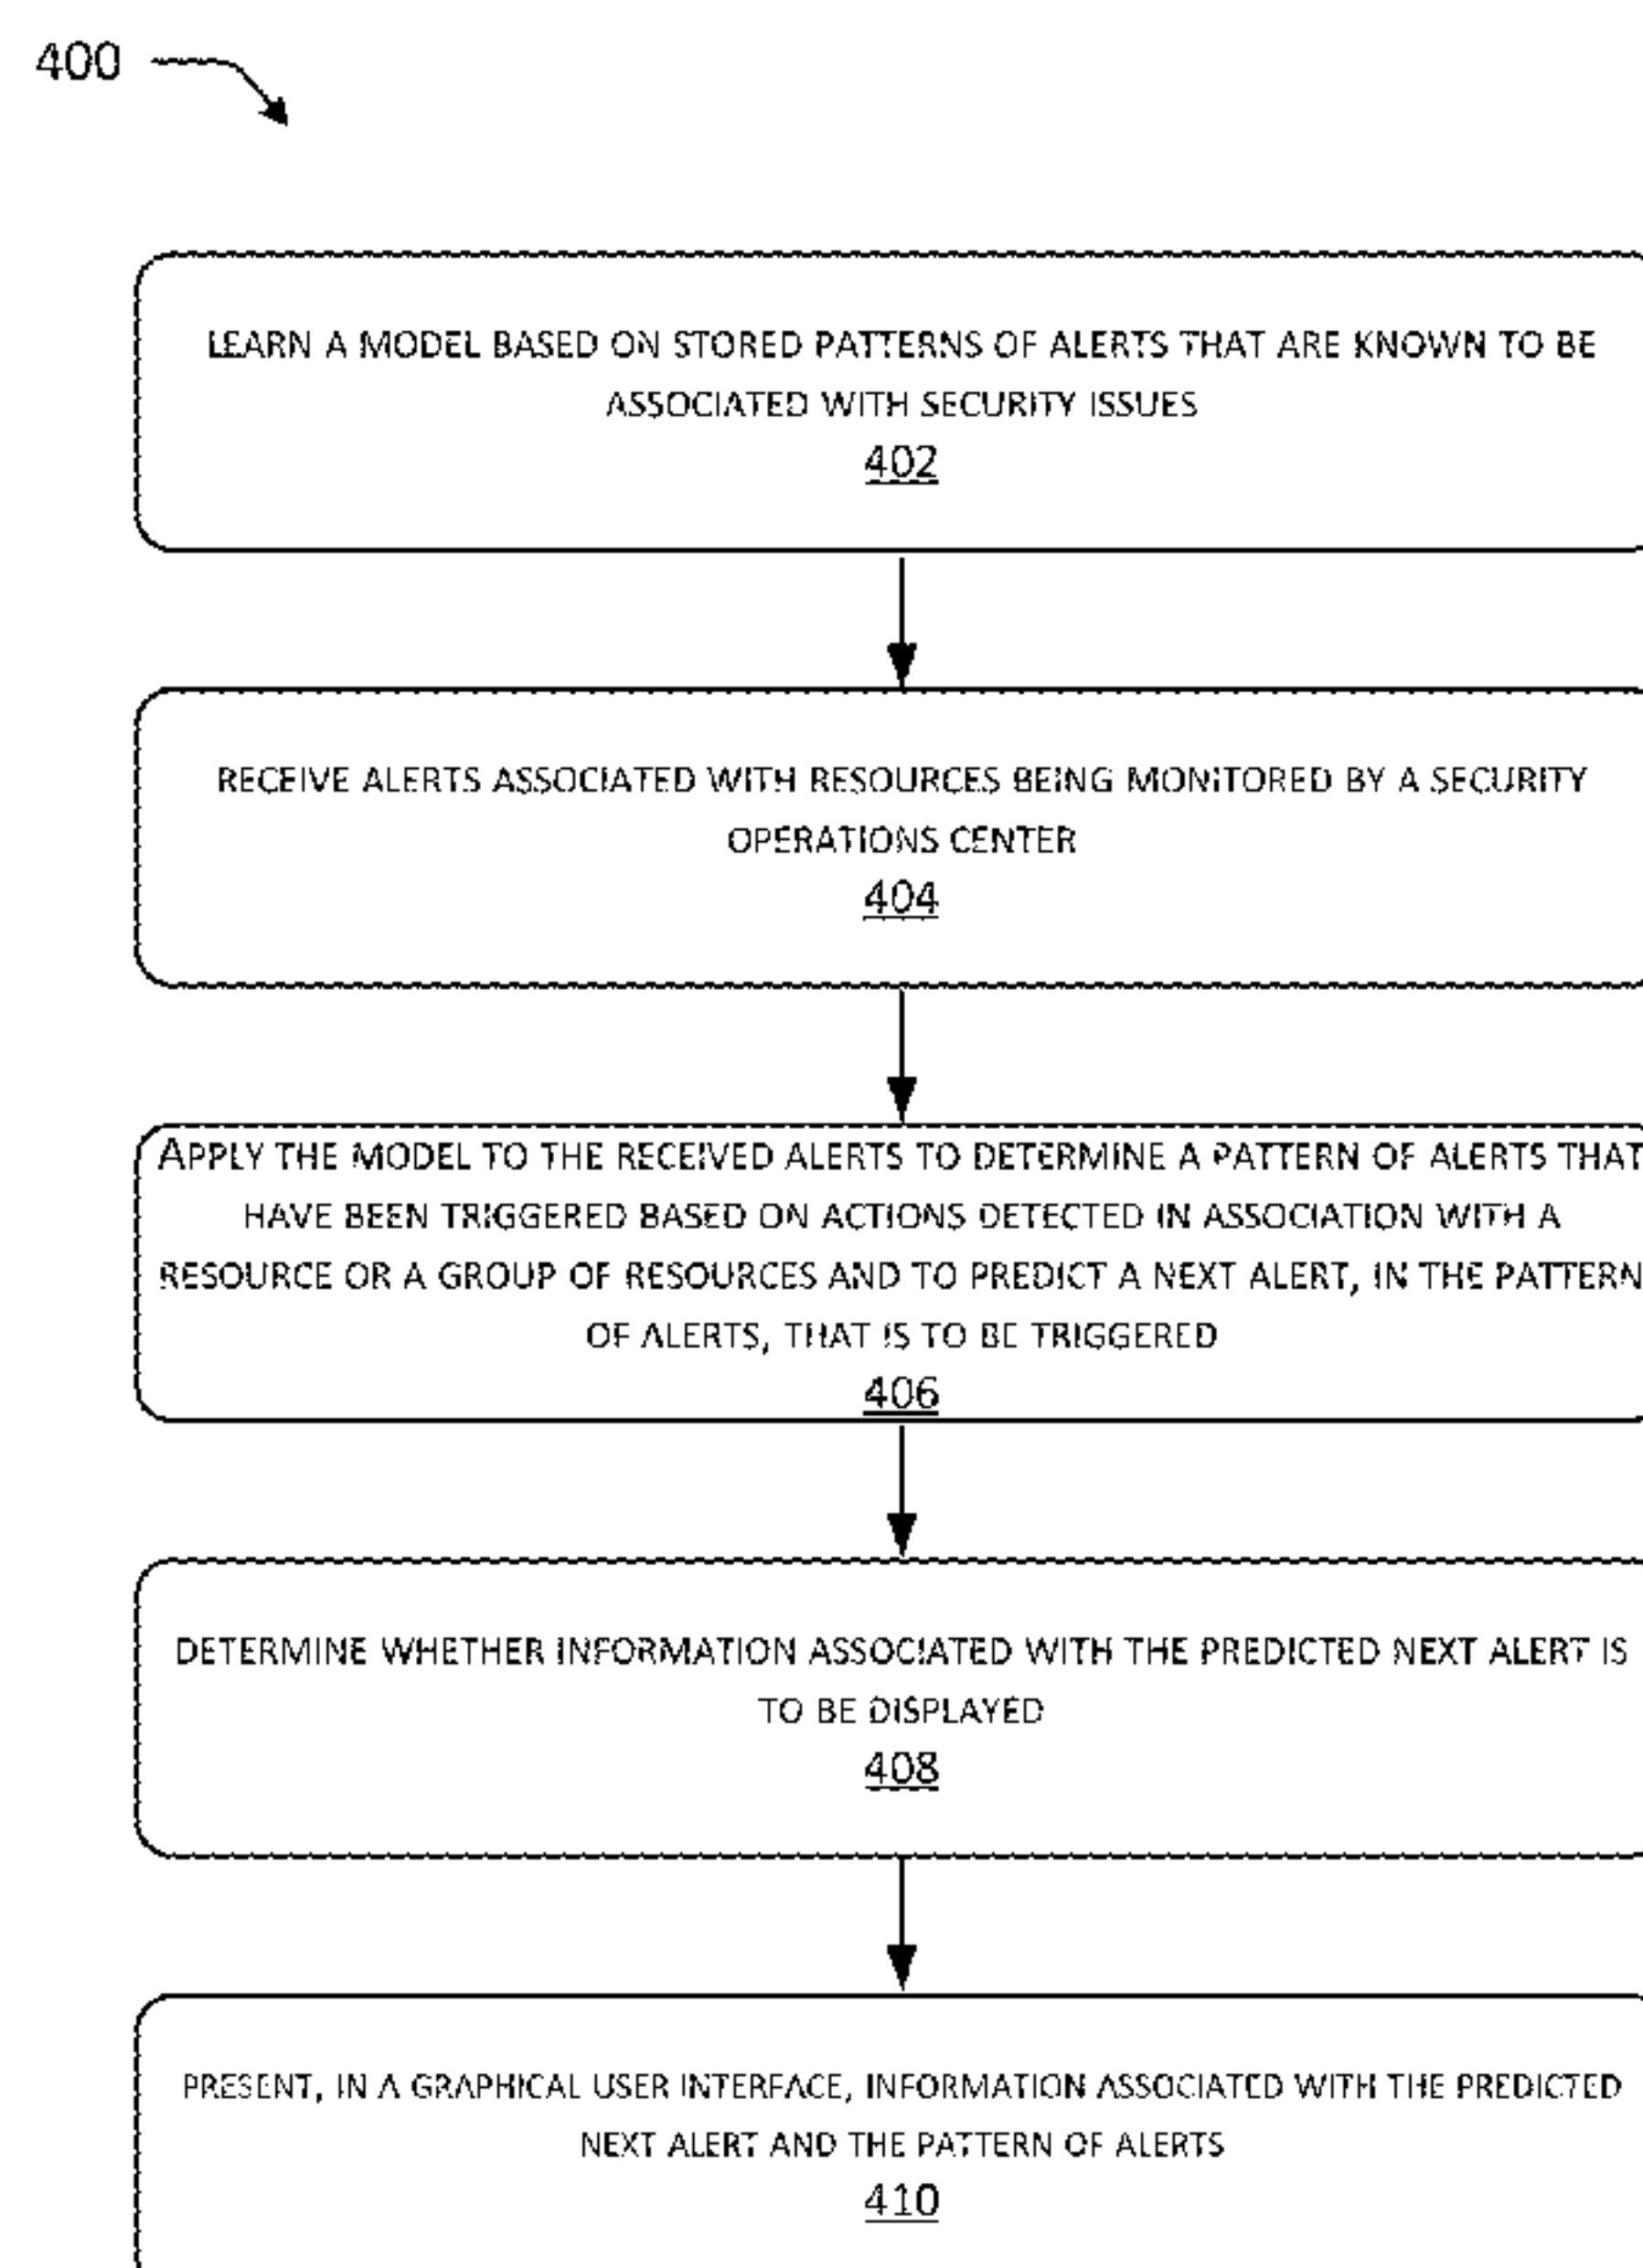 400
LEARN A MODEL BASED ON STORED PATTERNS OF ALERTS THAT ARE KNOWN TO BE
ASSOCIATED WITH SECURITY ISSUES
402
RECEIVE ALERTS ASSOCIATED WITH RESOURCES BEING MONITORED BY A SECURITY
OPERATIONS CENTER
404
APPLY THE MODEL TO THE RECEIVED ALERTS TO DETERMINE A PATTERN OF ALERTS THAT
HAVE BEEN TRIGGERED BASED ON ACTIONS DETECTED IN ASSOCIATION WITH A
RESOURCE OR A GROUP OF RESOURCES AND TO PREDICT A NEXT ALERT, IN THE PATTERN
OF ALERTS, THAT IS TO BE TRIGGERED
406
DETERMINE WHETHER INFORMATION ASSOCIATED WITH THE PREDICTED NEXT ALERT IS
TO BE DISPLAYED
408
PRESENT, IN A GRAPHICAL USER INTERFACE, INFORMATION ASSOCIATED WITH THE PREDICTED
NEXT ALERT AND THE PATTERN OF ALERTS
410